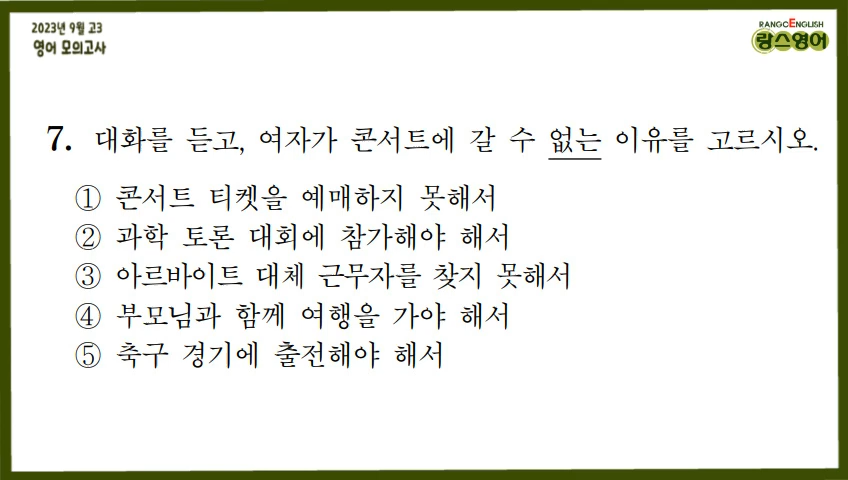 2023년 9월 고3
영어 모의고사
RANGOENGLISH
랑스영어
7. 대화를 듣고, 여자가 콘서트에 갈 수 없는 이유를 고르시오.
① 콘서트 티켓을 예매하지 못해서
② 과학 토론 대회에 참가해야 해서
③ 아르바이트 대체 근무자를 찾지 못해서
④ 부모님과 함께 여행을 가야 해서
⑤ 축구 경기에 출전해야 해서